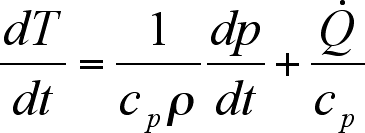 dT/dt = 1/(c_p ρ) dp/dt + Q̇/c_p